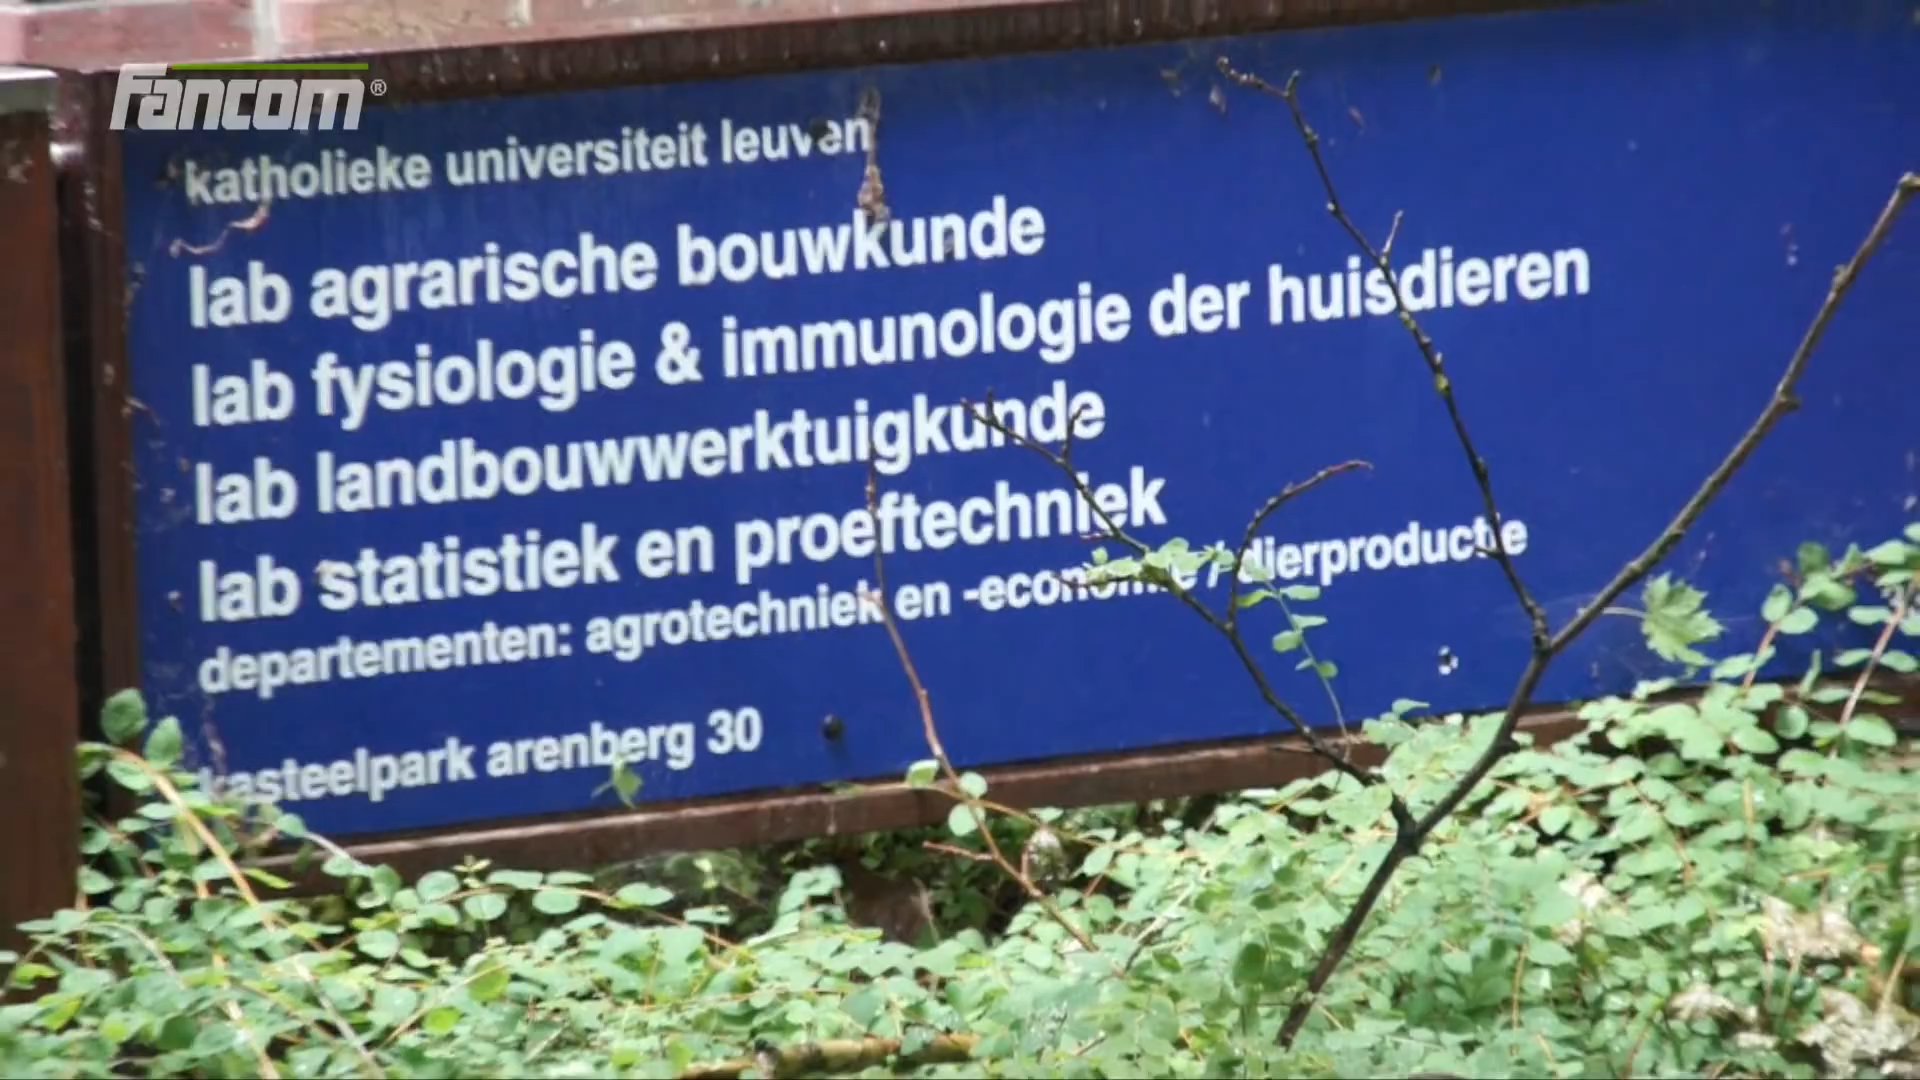 Fancom®
katholieke universiteit leuven
lab agrarische bouwkunde
lab fysiologie & immunologie der huisdieren
lab landbouwwerktuigkunde
lab statistiek en proeftechniek
departementen: agrotechniek en -economie / dierproductie
kasteelpark arenberg 30